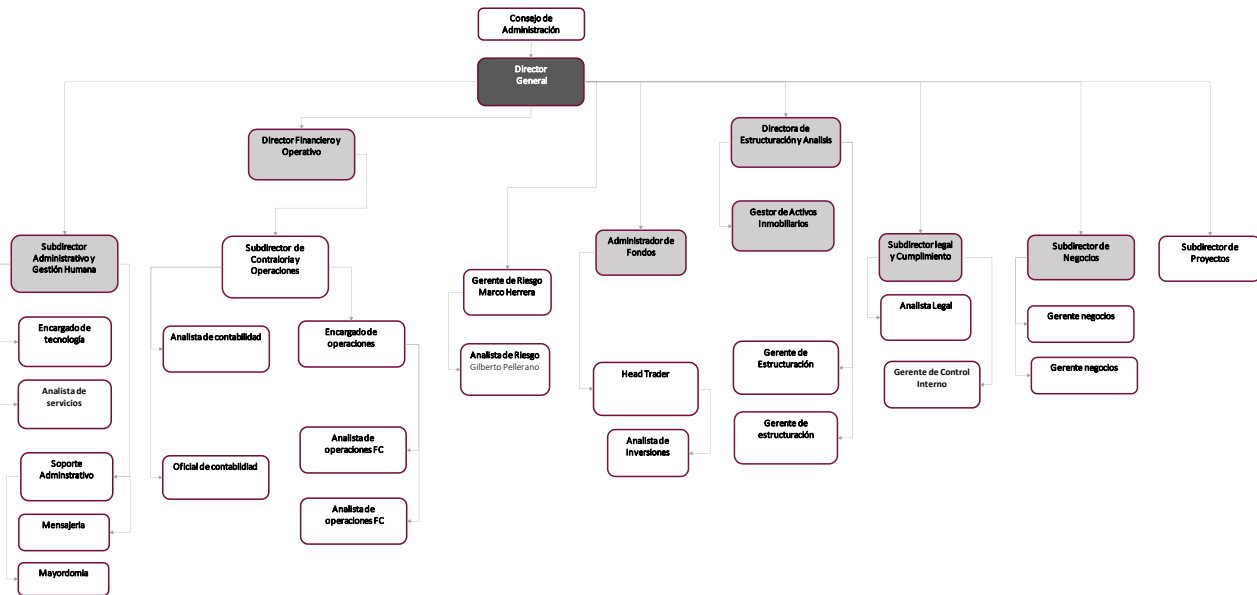 Consejo de
Administración
Director
General
Director Financiero y
Operativo
Directora de
Estructuración y Analisis
Gestor de Activos
Inmobiliarios
Subdirector
Administrativo y
Gestión Humana
Subdirector de
Contraloria y
Operaciones
Gerente de Riesgo
Marco Herrera
Administrador de
Fondos
Subdirector legal
y Cumplimiento
Subdirector de
Negocios
Subdirector de
Proyectos
Encargado de
tecnología
Analista de contabilidad
Encargado de
operaciones
Analista de Riesgo
Gilberto Pellerano
Head Trader
Gerente de
Estructuración
Analista Legal
Gerente negocios
Analista de
servicios
Gerente de Control
Interno
Gerente negocios
Soporte
Adminstrativo
Oficial de contabilidad
Analista de
operaciones FC
Analista de
Inversiones
Gerente de
estructuración
Mensajeria
Analista de
operaciones FC
Mayordomia